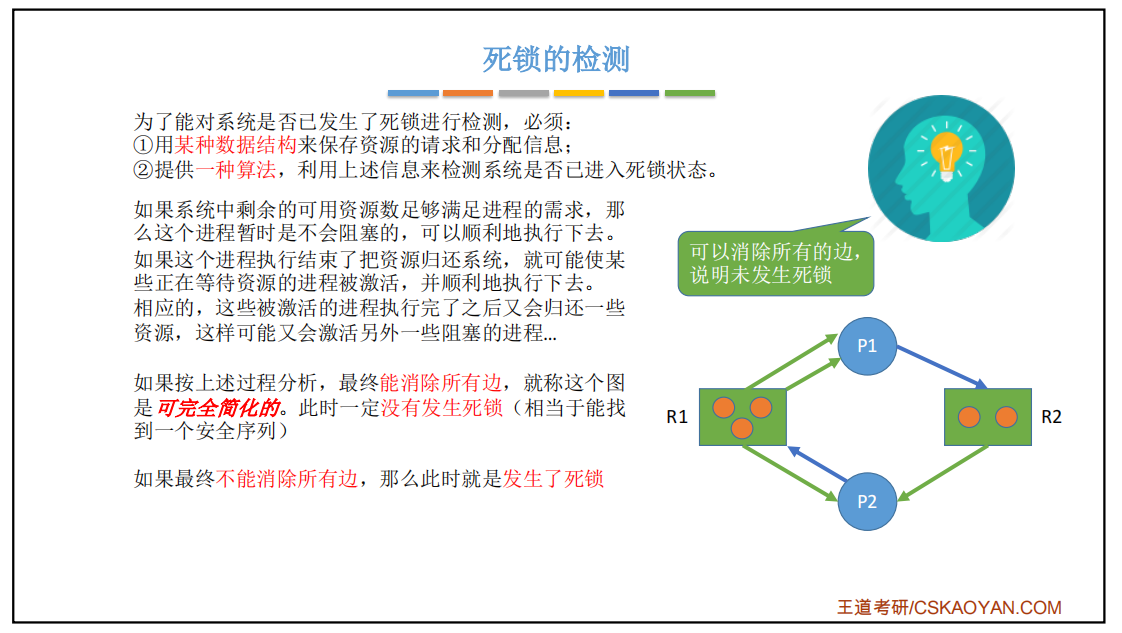 死锁的检测
为了能对系统是否已发生了死锁进行检测，必须：
①用某种数据结构来保存资源的请求和分配信息；
②提供一种算法，利用上述信息来检测系统是否已进入死锁状态。
如果系统中剩余的可用资源数足够满足进程的需求，那
么这个进程暂时是不会阻塞的，可以顺利地执行下去。
如果这个进程执行结束了把资源归还系统，就可能使某
些正在等待资源的进程被激活，并顺利地执行下去。
相应的，这些被激活的进程执行完了之后又会归还一些
资源，这样可能又会激活另外一些阻塞的进程...
如果按上述过程分析，最终能消除所有边，就称这个图
是可完全简化的。此时一定没有发生死锁（相当于能找
到一个安全序列）
如果最终不能消除所有边，那么此时就是发生了死锁
可以消除所有的边，
说明未发生死锁
P1
R1
R2
P2
王道考研/CSKAOYAN.COM